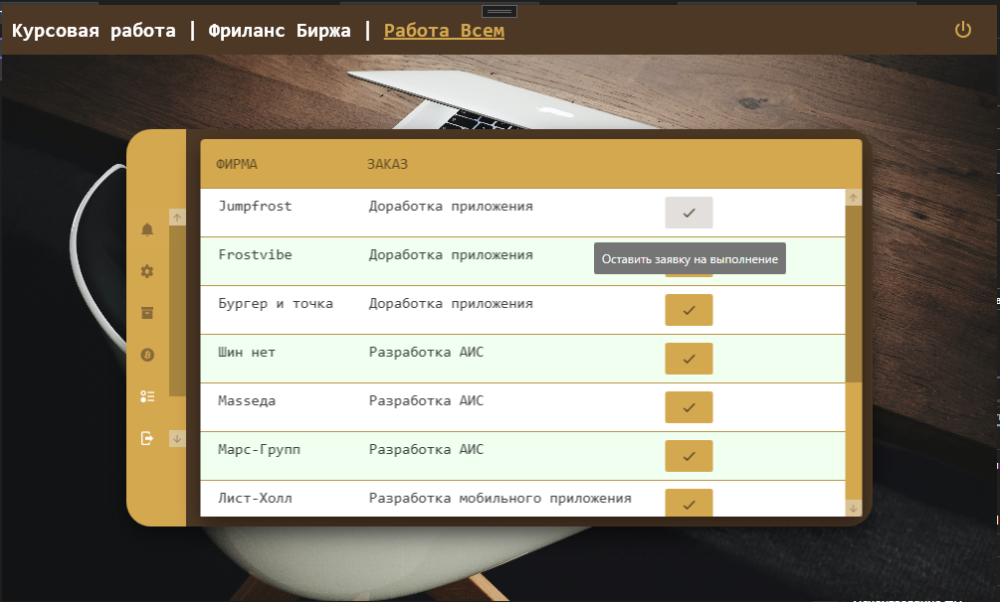 Курсовая работа | Фриланс Биржа | Работа Всем
ФИРМА ЗАКАЗ
Jumpfrost Доработка приложения
Frostvibe Доработка приложения
Оставить заявку на выполнение
Бургер и точка Доработка приложения
Шин нет Разработка АИС
Masseда Разработка АИС
Марс-Групп Разработка АИС
Лист-Холл Разработка мобильного приложения